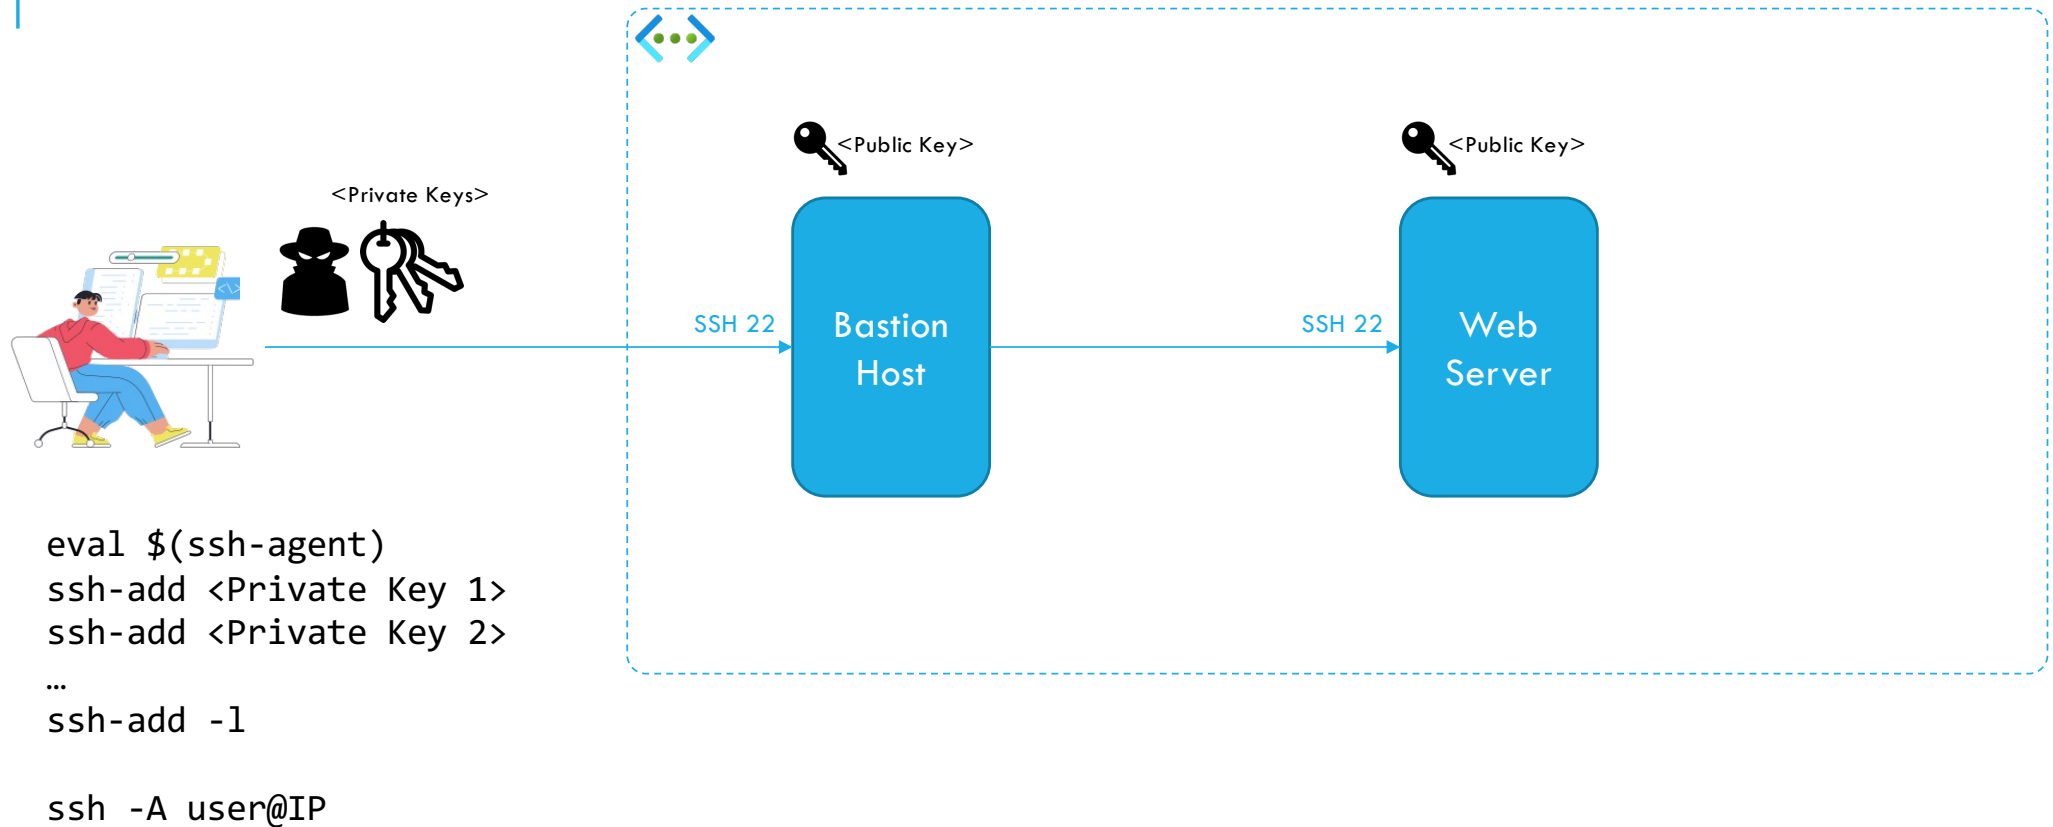 <Public Key>
<Public Key>
<Private Keys>
SSH 22
Bastion
Host
SSH 22
Web
Server
eval $(ssh-agent)
ssh-add <Private Key 1>
ssh-add <Private Key 2>
…
ssh-add -l
ssh -A user@IP